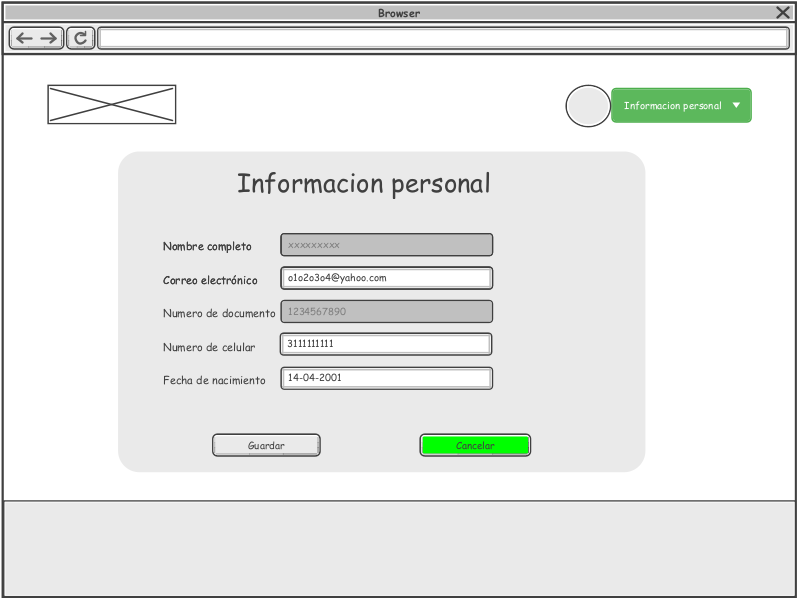 Browser
Informacion personal
Informacion personal
Nombre completo xxxxxxxxx
Correo electrónico o1o2o3o4@yahoo.com
Numero de documento 1234567890
Numero de celular 3111111111
Fecha de nacimiento 14-04-2001
Guardar Cancelar